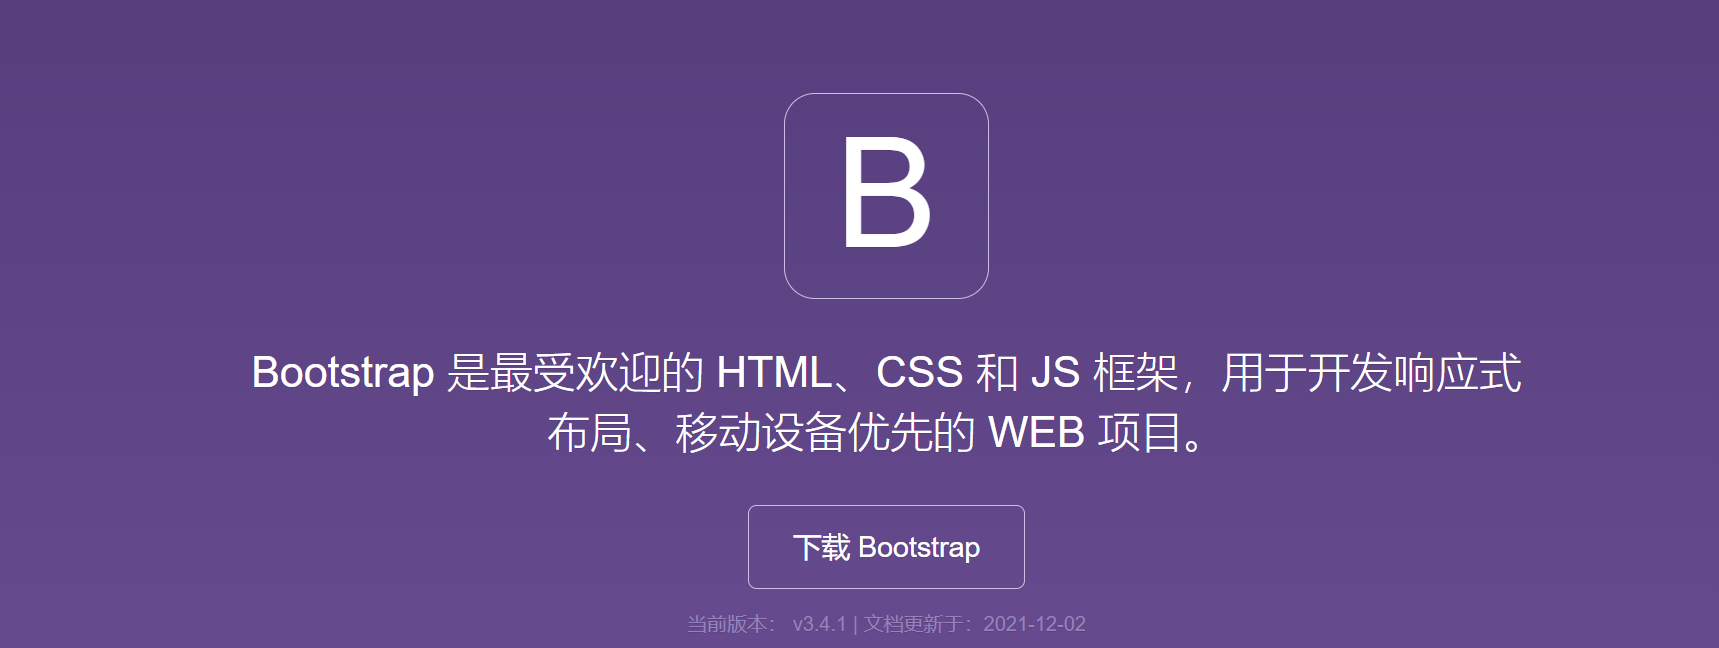 B
Bootstrap 是最受欢迎的 HTML、CSS 和 JS 框架，用于开发响应式
布局、移动设备优先的 WEB 项目。
下载 Bootstrap
当前版本： v3.4.1 | 文档更新于：2021-12-02